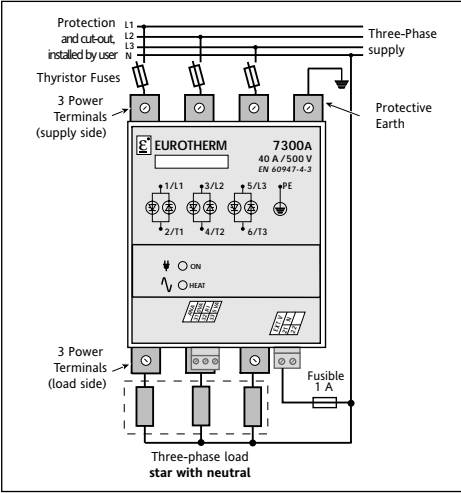 Protection
and cut-out,
installed by user
L1
L2
L3
N
Three-Phase
supply
Thyristor Fuses
3 Power
Terminals
(supply side)
Protective
Earth
ε EUROTHERM
7300A
40 A / 500 V
EN 60947-4-3
1/L1
3/L2
5/L3
PE
2/T1
4/T2
6/T3
ON
HEAT
EXT V
21 N
22
3 Power
Terminals
(load side)
Fusible
1 A
Three-phase load
star with neutral